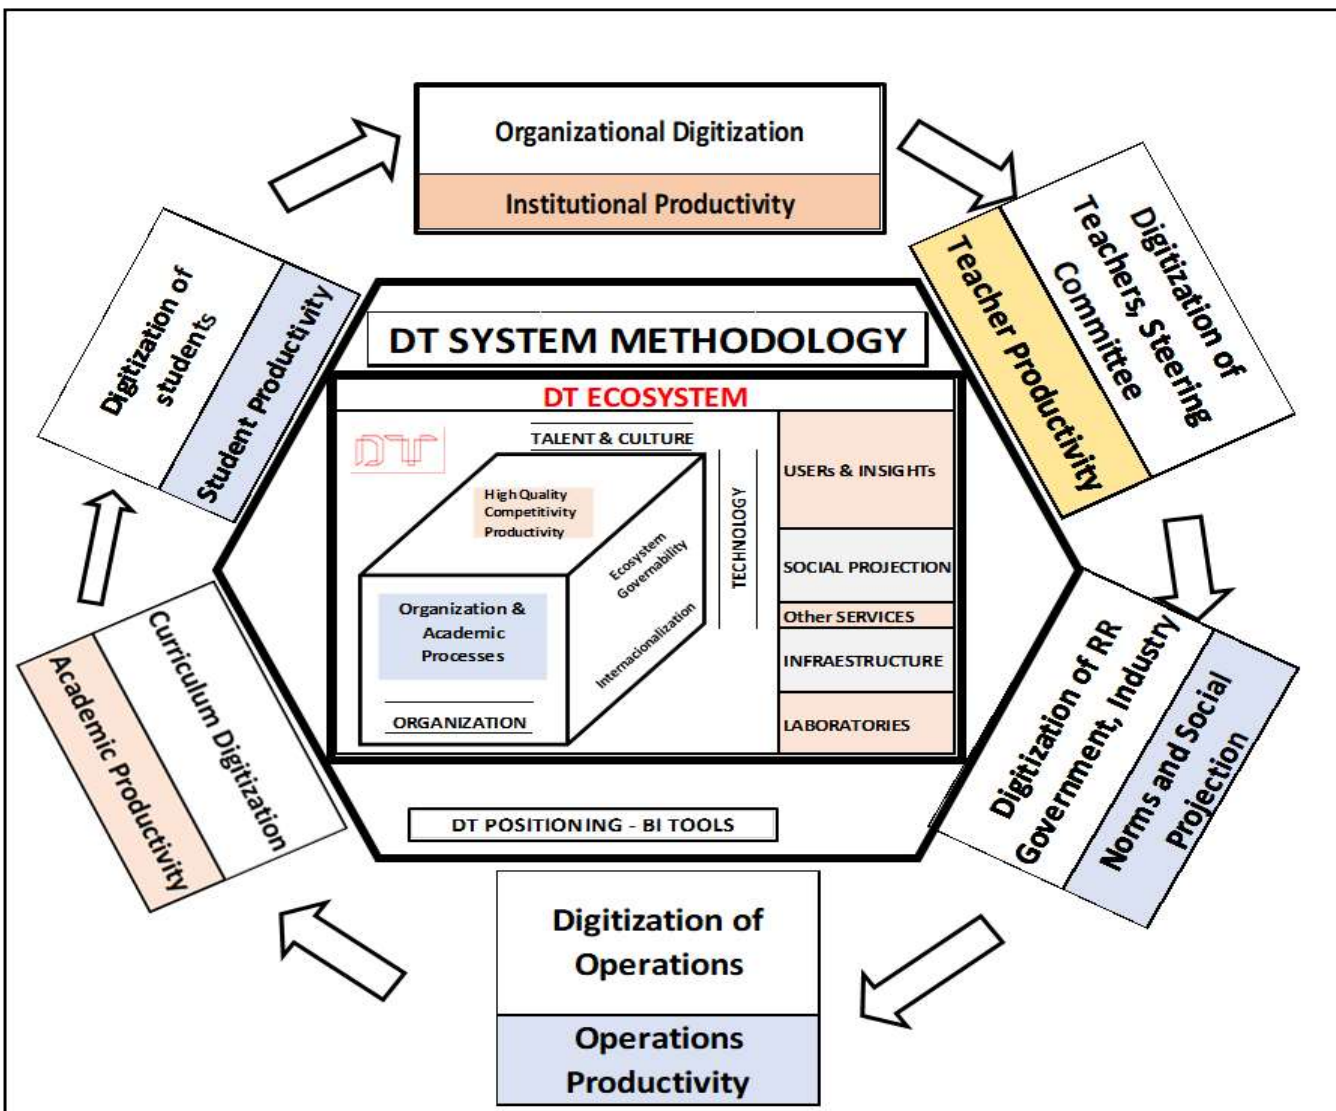 Organizational Digitization
Institutional Productivity
Digitization of
Teachers, Steering
Committee
Teacher Productivity
Digitization of RR
Government, Industry
Norms and Social
Projection
Digitization of
Operations
Operations
Productivity
Curriculum Digitization
Academic Productivity
Digitization of
students
Student Productivity
DT SYSTEM METHODOLOGY
DT ECOSYSTEM
DT
TALENT & CULTURE
High Quality
Competitivity
Productivity
Ecosystem
Governability
Internacionalization
Organization &
Academic
Processes
ORGANIZATION
TECHNOLOGY
USERs & INSIGHTs
SOCIAL PROJECTION
Other SERVICES
INFRAESTRUCTURE
LABORATORIES
DT POSITIONING - BI TOOLS